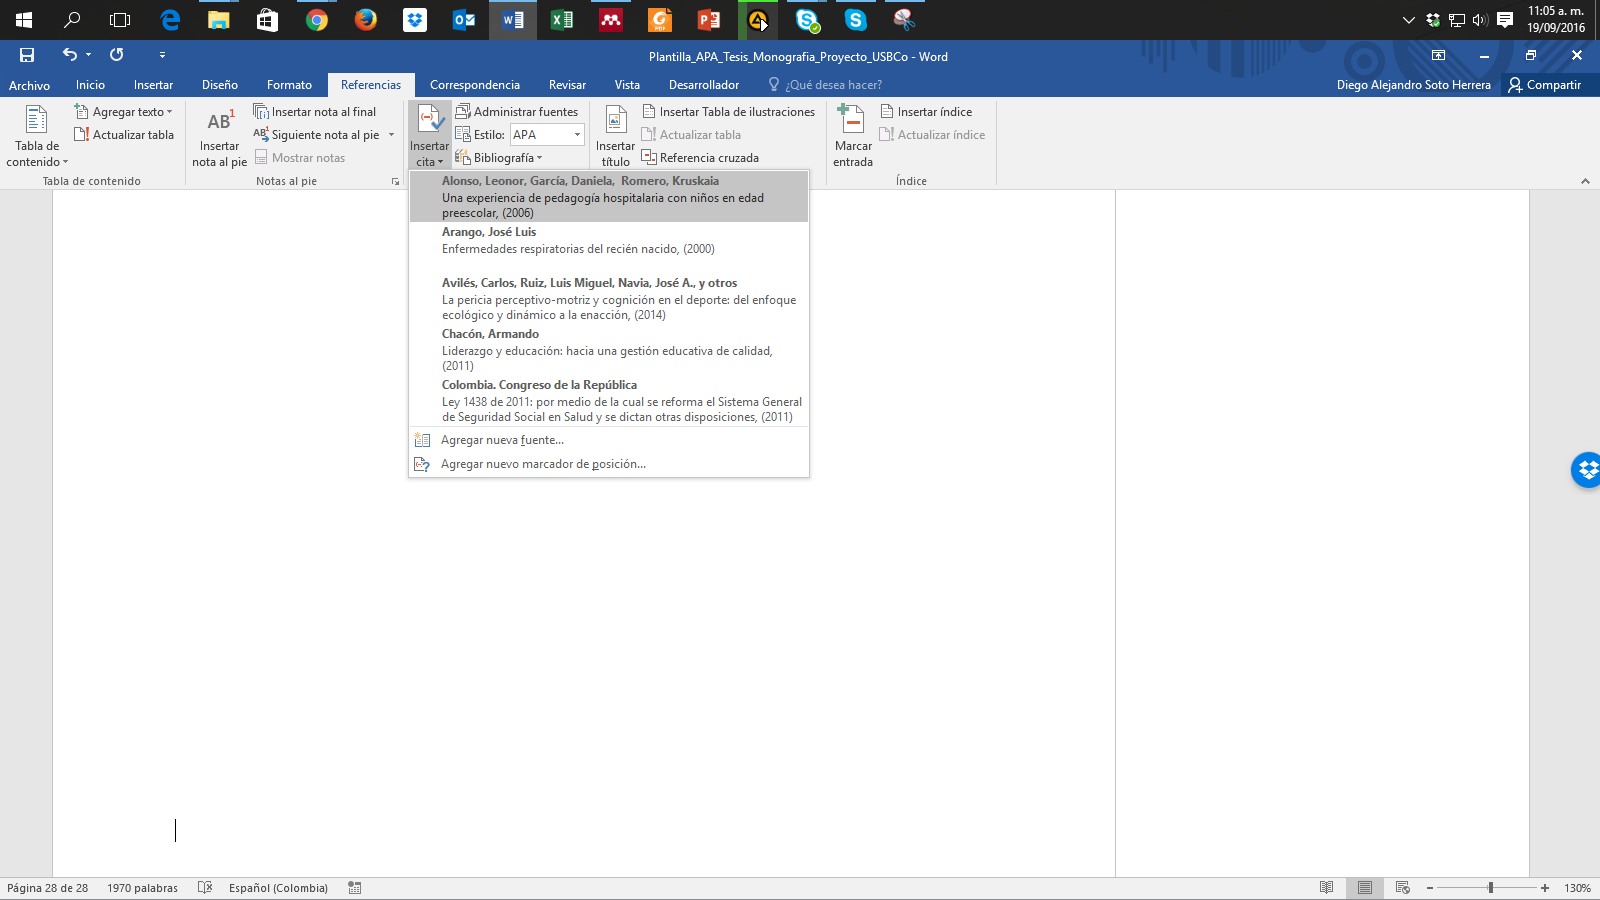 11:05 a. m.
19/09/2016
Plantilla_APA_Tesis_Monografia_Proyecto_USBCo - Word
Archivo Inicio Insertar Diseño Formato Referencias Correspondencia Revisar Vista Desarrollador ¿Qué desea hacer? Diego Alejandro Soto Herrera Compartir
Tabla de
contenido
Agregar texto
Actualizar tabla
Tabla de contenido
AB1
Insertar
nota al pie
Insertar nota al final
Siguiente nota al pie
Mostrar notas
Notas al pie
Insertar
cita
Administrar fuentes
Estilo: APA
Bibliografía
Insertar
título
Insertar Tabla de ilustraciones
Actualizar tabla
Referencia cruzada
Marcar
entrada
Insertar índice
Actualizar índice
Índice
Alonso, Leonor, García, Daniela, Romero, Kruskaia
Una experiencia de pedagogía hospitalaria con niños en edad
preescolar, (2006)
Arango, José Luis
Enfermedades respiratorias del recién nacido, (2000)
Avilés, Carlos, Ruiz, Luis Miguel, Navia, José A., y otros
La pericia perceptivo-motriz y cognición en el deporte: del enfoque
ecológico y dinámico a la enacción, (2014)
Chacón, Armando
Liderazgo y educación: hacia una gestión educativa de calidad,
(2011)
Colombia. Congreso de la República
Ley 1438 de 2011: por medio de la cual se reforma el Sistema General
de Seguridad Social en Salud y se dictan otras disposiciones, (2011)
Agregar nueva fuente...
Agregar nuevo marcador de posición...
Página 28 de 28 1970 palabras Español (Colombia) 130%